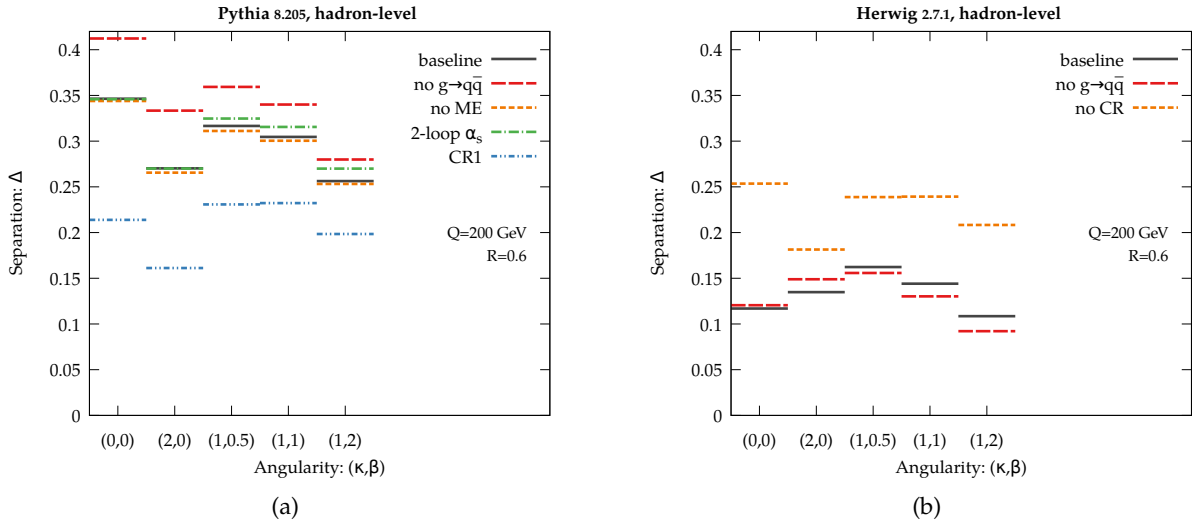 Pythia 8.205, hadron-level
Separation: Δ
0.4
0.35
0.3
0.25
0.2
0.15
0.1
0.05
0
baseline
no g→qq̅
no ME
2-loop αs
CR1
Q=200 GeV
R=0.6
(0,0) (2,0) (1,0.5) (1,1) (1,2)
Angularity: (κ,β)
(a)
Herwig 2.7.1, hadron-level
Separation: Δ
0.4
0.35
0.3
0.25
0.2
0.15
0.1
0.05
0
baseline
no g→qq̅
no CR
Q=200 GeV
R=0.6
(0,0) (2,0) (1,0.5) (1,1) (1,2)
Angularity: (κ,β)
(b)